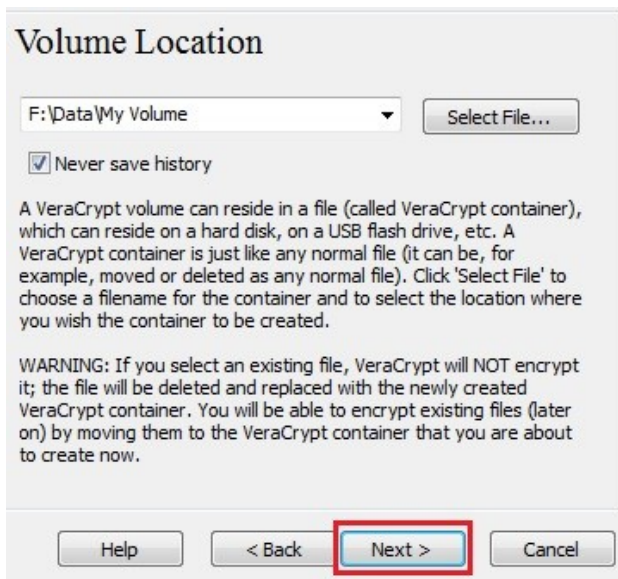 Volume Location
F:\Data\My Volume
Select File...
Never save history
A VeraCrypt volume can reside in a file (called VeraCrypt container),
which can reside on a hard disk, on a USB flash drive, etc. A
VeraCrypt container is just like any normal file (it can be, for
example, moved or deleted as any normal file). Click 'Select File' to
choose a filename for the container and to select the location where
you wish the container to be created.
WARNING: If you select an existing file, VeraCrypt will NOT encrypt
it; the file will be deleted and replaced with the newly created
VeraCrypt container. You will be able to encrypt existing files (later
on) by moving them to the VeraCrypt container that you are about
to create now.
Help < Back Next > Cancel